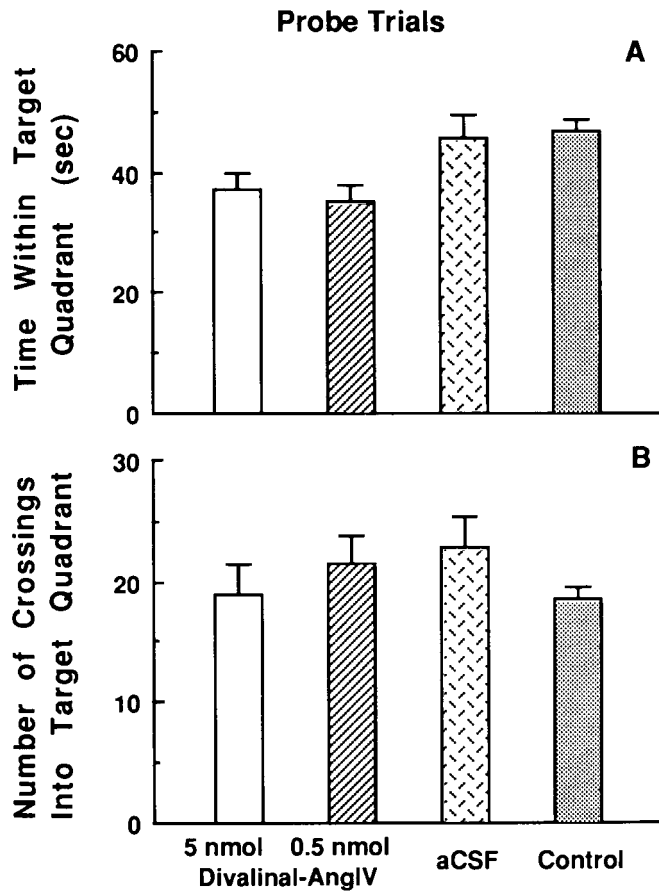 Probe Trials
A
Time Within Target
Quadrant (sec)
60
40
20
0
B
Number of Crossings
Into Target Quadrant
30
20
10
0
5 nmol 0.5 nmol aCSF Control
Divalinal-AngIV